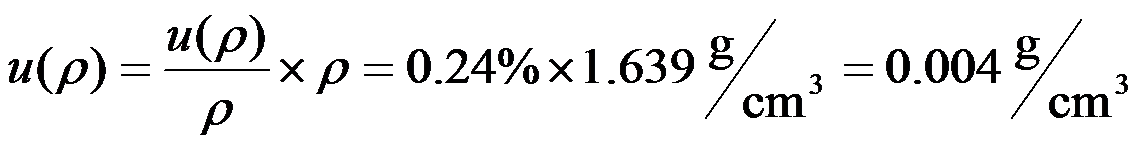 u(ρ) = u(ρ)/ρ × ρ = 0.24% × 1.639 g/cm³ = 0.004 g/cm³